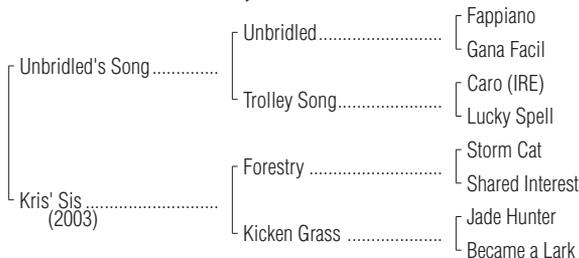 Fappiano
Unbridled
Gana Facil
Unbridled's Song
Caro (IRE)
Trolley Song
Lucky Spell
Storm Cat
Forestry
Shared Interest
Kris' Sis
(2003)
Jade Hunter
Kicken Grass
Became a Lark